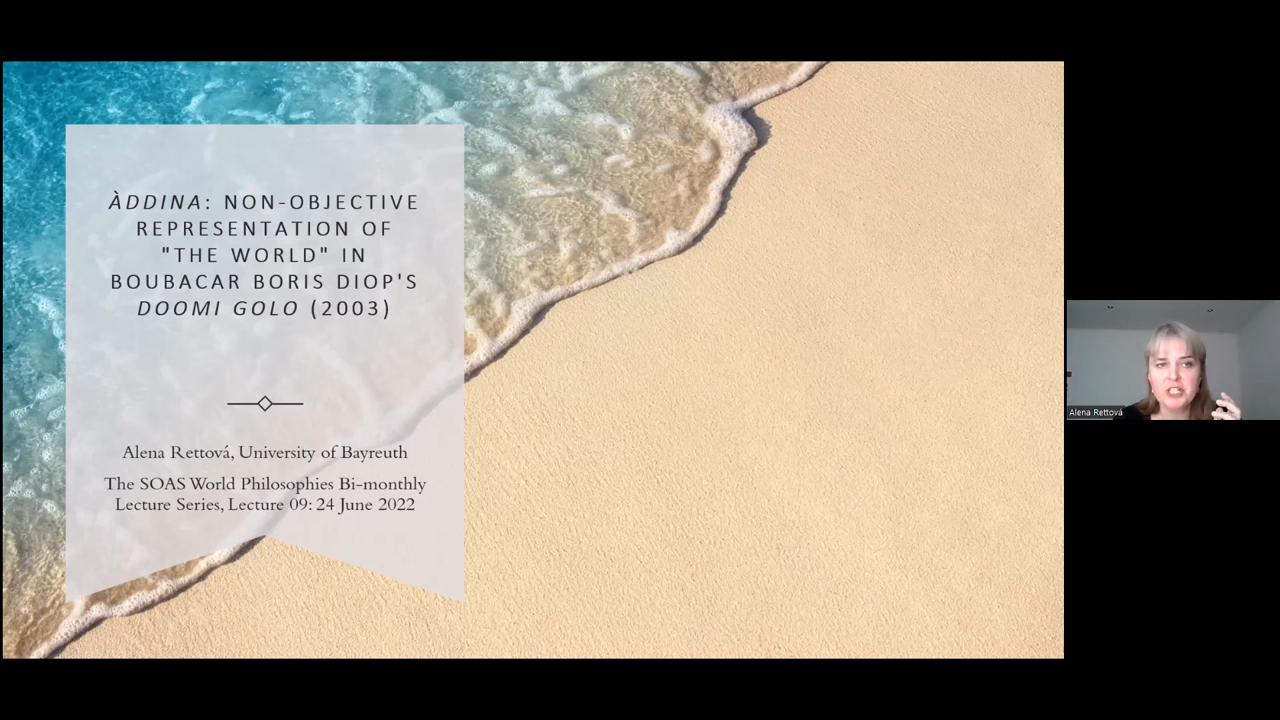 ÀDDINA: NON-OBJECTIVE
REPRESENTATION OF
"THE WORLD" IN
BOUBACAR BORIS DIOP'S
DOOMI GOLO (2003)
Alena Rettová, University of Bayreuth
The SOAS World Philosophies Bi-monthly
Lecture Series, Lecture 09: 24 June 2022
Alena Rettová